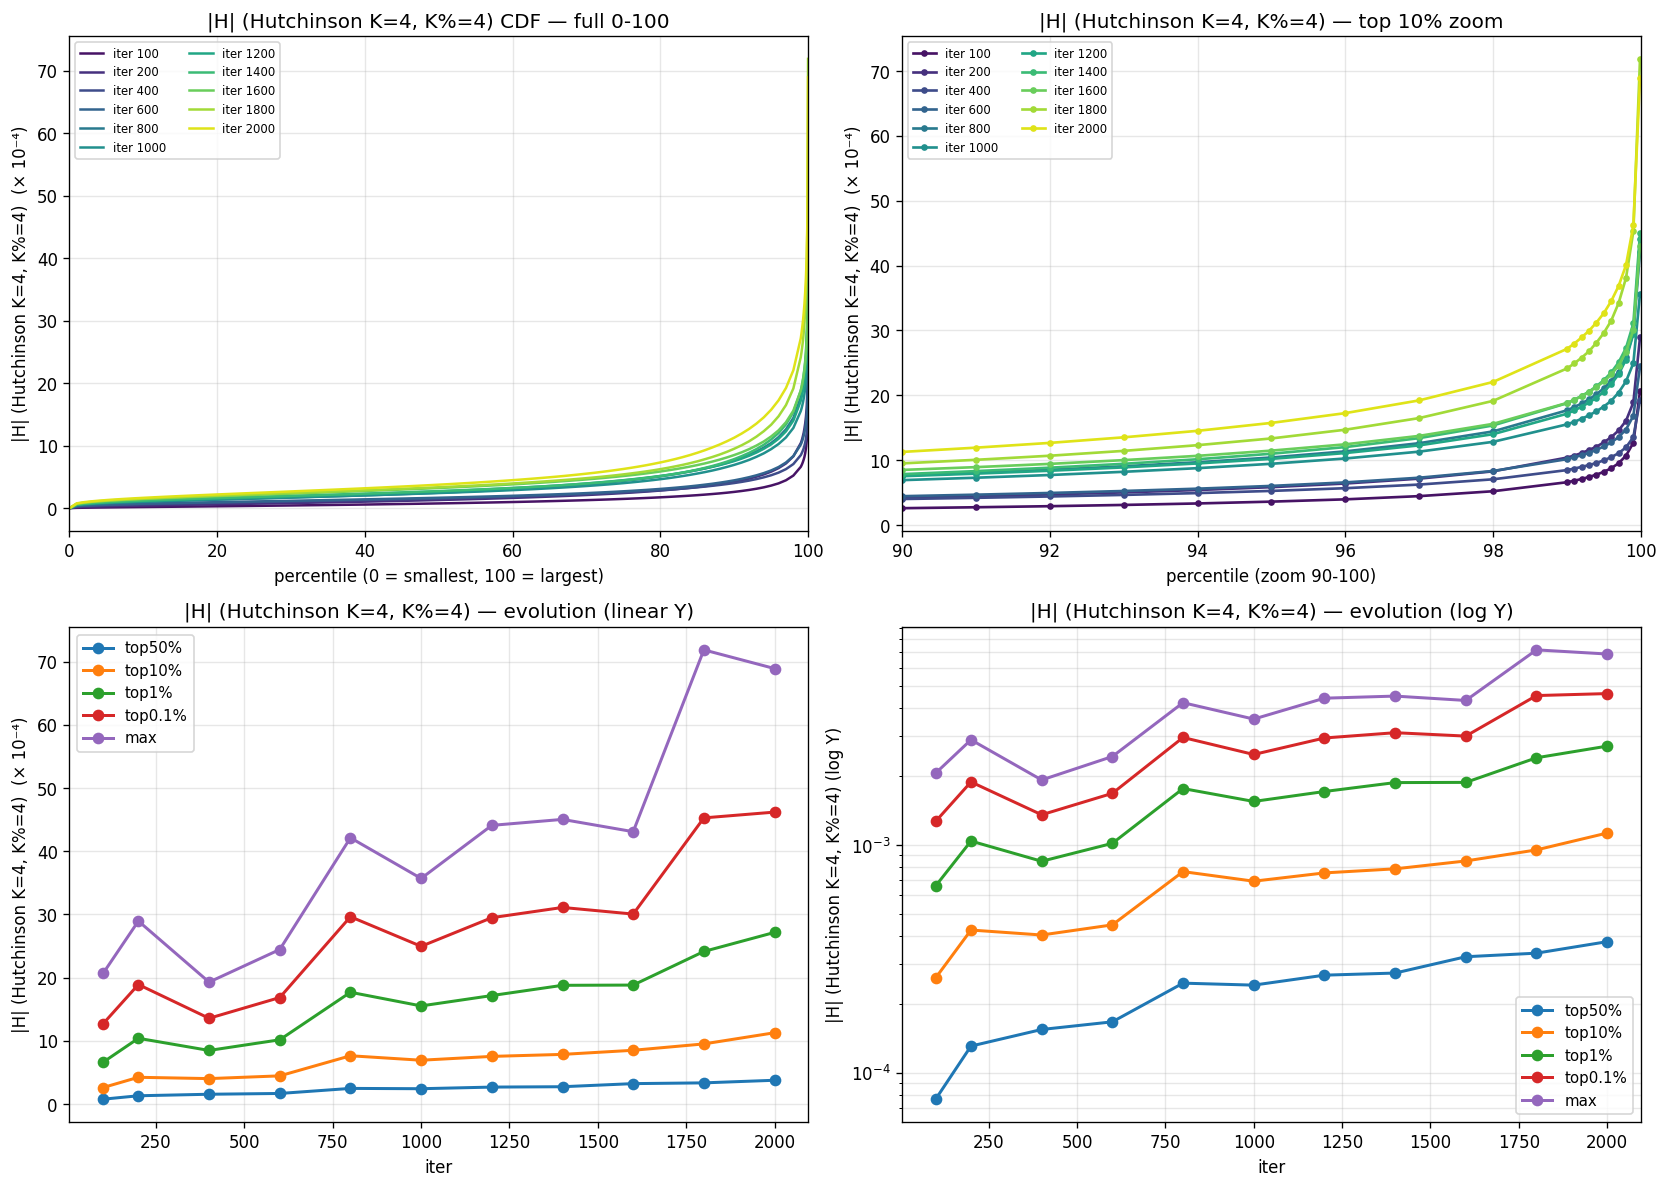 |H| (Hutchinson K=4, K%=4) CDF — full 0-100
|H| (Hutchinson K=4, K%=4) (× 10⁻⁴)
70
60
50
40
30
20
10
0
iter 100
iter 200
iter 400
iter 600
iter 800
iter 1000
iter 1200
iter 1400
iter 1600
iter 1800
iter 2000
0 20 40 60 80 100
percentile (0 = smallest, 100 = largest)
|H| (Hutchinson K=4, K%=4) — top 10% zoom
|H| (Hutchinson K=4, K%=4) (× 10⁻⁴)
70
60
50
40
30
20
10
0
iter 100
iter 200
iter 400
iter 600
iter 800
iter 1000
iter 1200
iter 1400
iter 1600
iter 1800
iter 2000
90 92 94 96 98 100
percentile (zoom 90-100)
|H| (Hutchinson K=4, K%=4) — evolution (linear Y)
|H| (Hutchinson K=4, K%=4) (× 10⁻⁴)
70
60
50
40
30
20
10
0
top50%
top10%
top1%
top0.1%
max
250 500 750 1000 1250 1500 1750 2000
iter
|H| (Hutchinson K=4, K%=4) — evolution (log Y)
|H| (Hutchinson K=4, K%=4) (log Y)
10⁻³
10⁻⁴
top50%
top10%
top1%
top0.1%
max
250 500 750 1000 1250 1500 1750 2000
iter